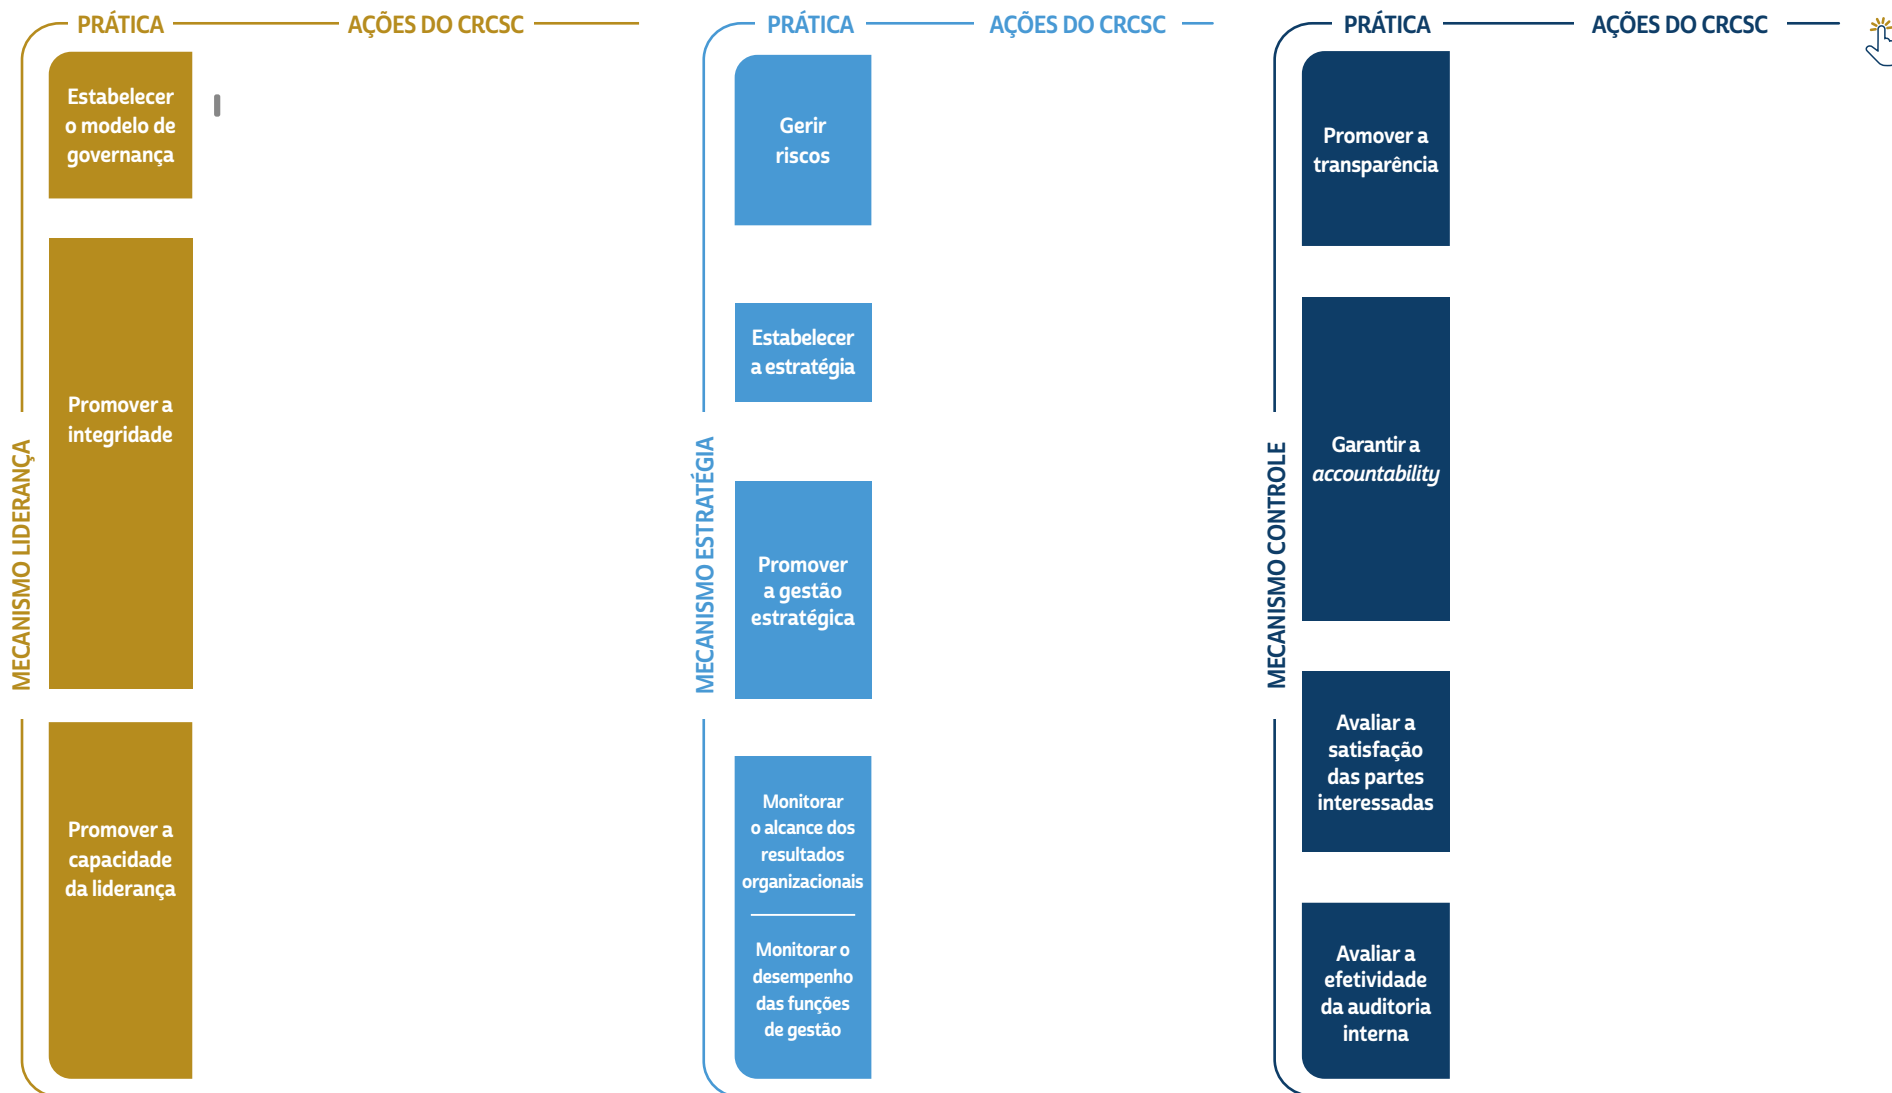 PRÁTICA
AÇÕES DO CRCSC
MECANISMO LIDERANÇA
Estabelecer
o modelo de
governança
Promover a
integridade
Promover a
capacidade
da liderança
PRÁTICA
AÇÕES DO CRCSC
MECANISMO ESTRATÉGIA
Gerir
riscos
Estabelecer
a estratégia
Promover
a gestão
estratégica
Monitorar
o alcance dos
resultados
organizacionais
Monitorar o
desempenho
das funções
de gestão
PRÁTICA
AÇÕES DO CRCSC
MECANISMO CONTROLE
Promover a
transparência
Garantir a
accountability
Avaliar a
satisfação
das partes
interessadas
Avaliar a
efetividade
da auditoria
interna